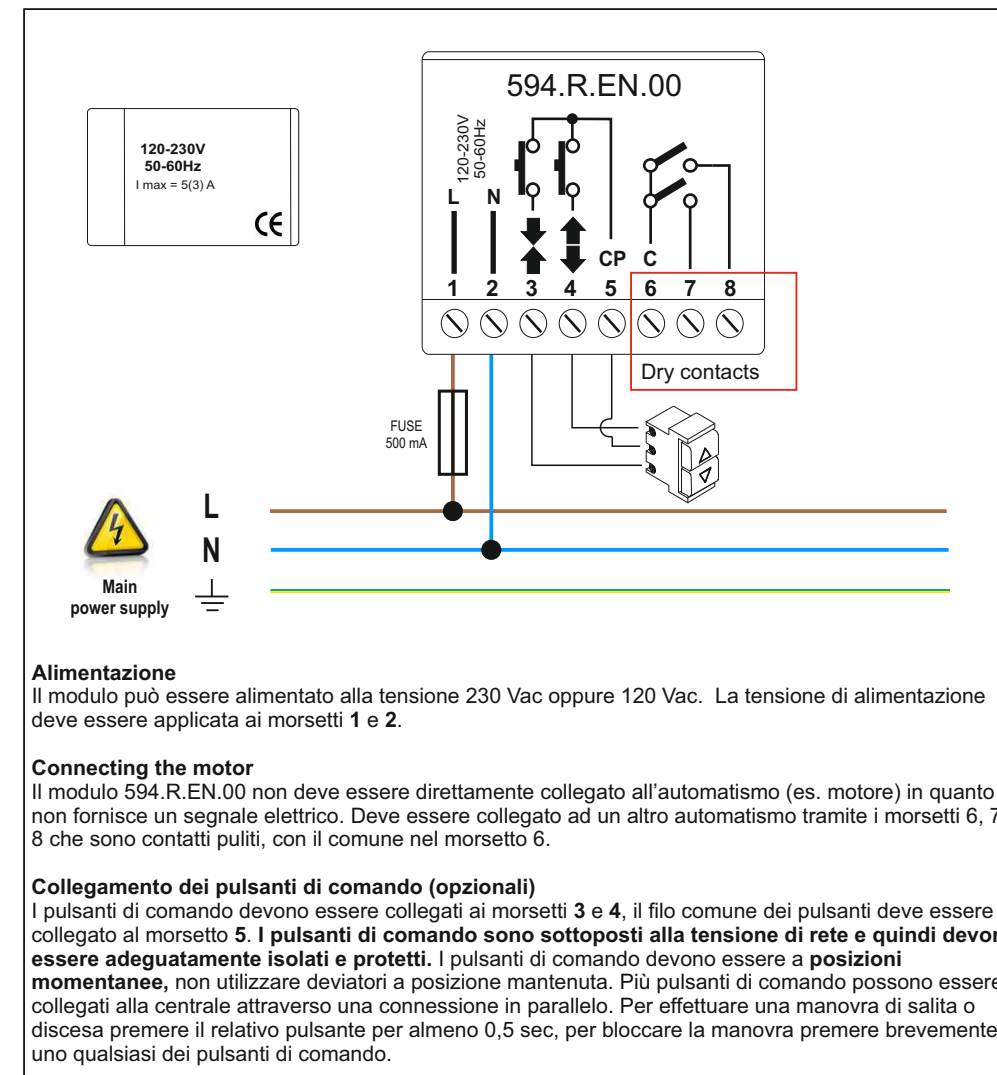 594.R.EN.00
120-230V
50-60Hz
I max = 5(3) A
CE
120-230V
50-60Hz
L N
CP C
1 2 3 4 5 6 7 8
Dry contacts
FUSE
500 mA
L
N
Main
power supply
Alimentazione
Il modulo può essere alimentato alla tensione 230 Vac oppure 120 Vac. La tensione di alimentazione
deve essere applicata ai morsetti 1 e 2.
Connecting the motor
Il modulo 594.R.EN.00 non deve essere direttamente collegato all'automatismo (es. motore) in quanto
non fornisce un segnale elettrico. Deve essere collegato ad un altro automatismo tramite i morsetti 6, 7
8 che sono contatti puliti, con il comune nel morsetto 6.
Collegamento dei pulsanti di comando (opzionali)
I pulsanti di comando devono essere collegati ai morsetti 3 e 4, il filo comune dei pulsanti deve essere
collegato al morsetto 5. I pulsanti di comando sono sottoposti alla tensione di rete e quindi devon
essere adeguatamente isolati e protetti. I pulsanti di comando devono essere a posizioni
momentanee, non utilizzare deviatori a posizione mantenuta. Più pulsanti di comando possono essere
collegati alla centrale attraverso una connessione in parallelo. Per effettuare una manovra di salita o
discesa premere il relativo pulsante per almeno 0,5 sec, per bloccare la manovra premere brevemente
uno qualsiasi dei pulsanti di comando.